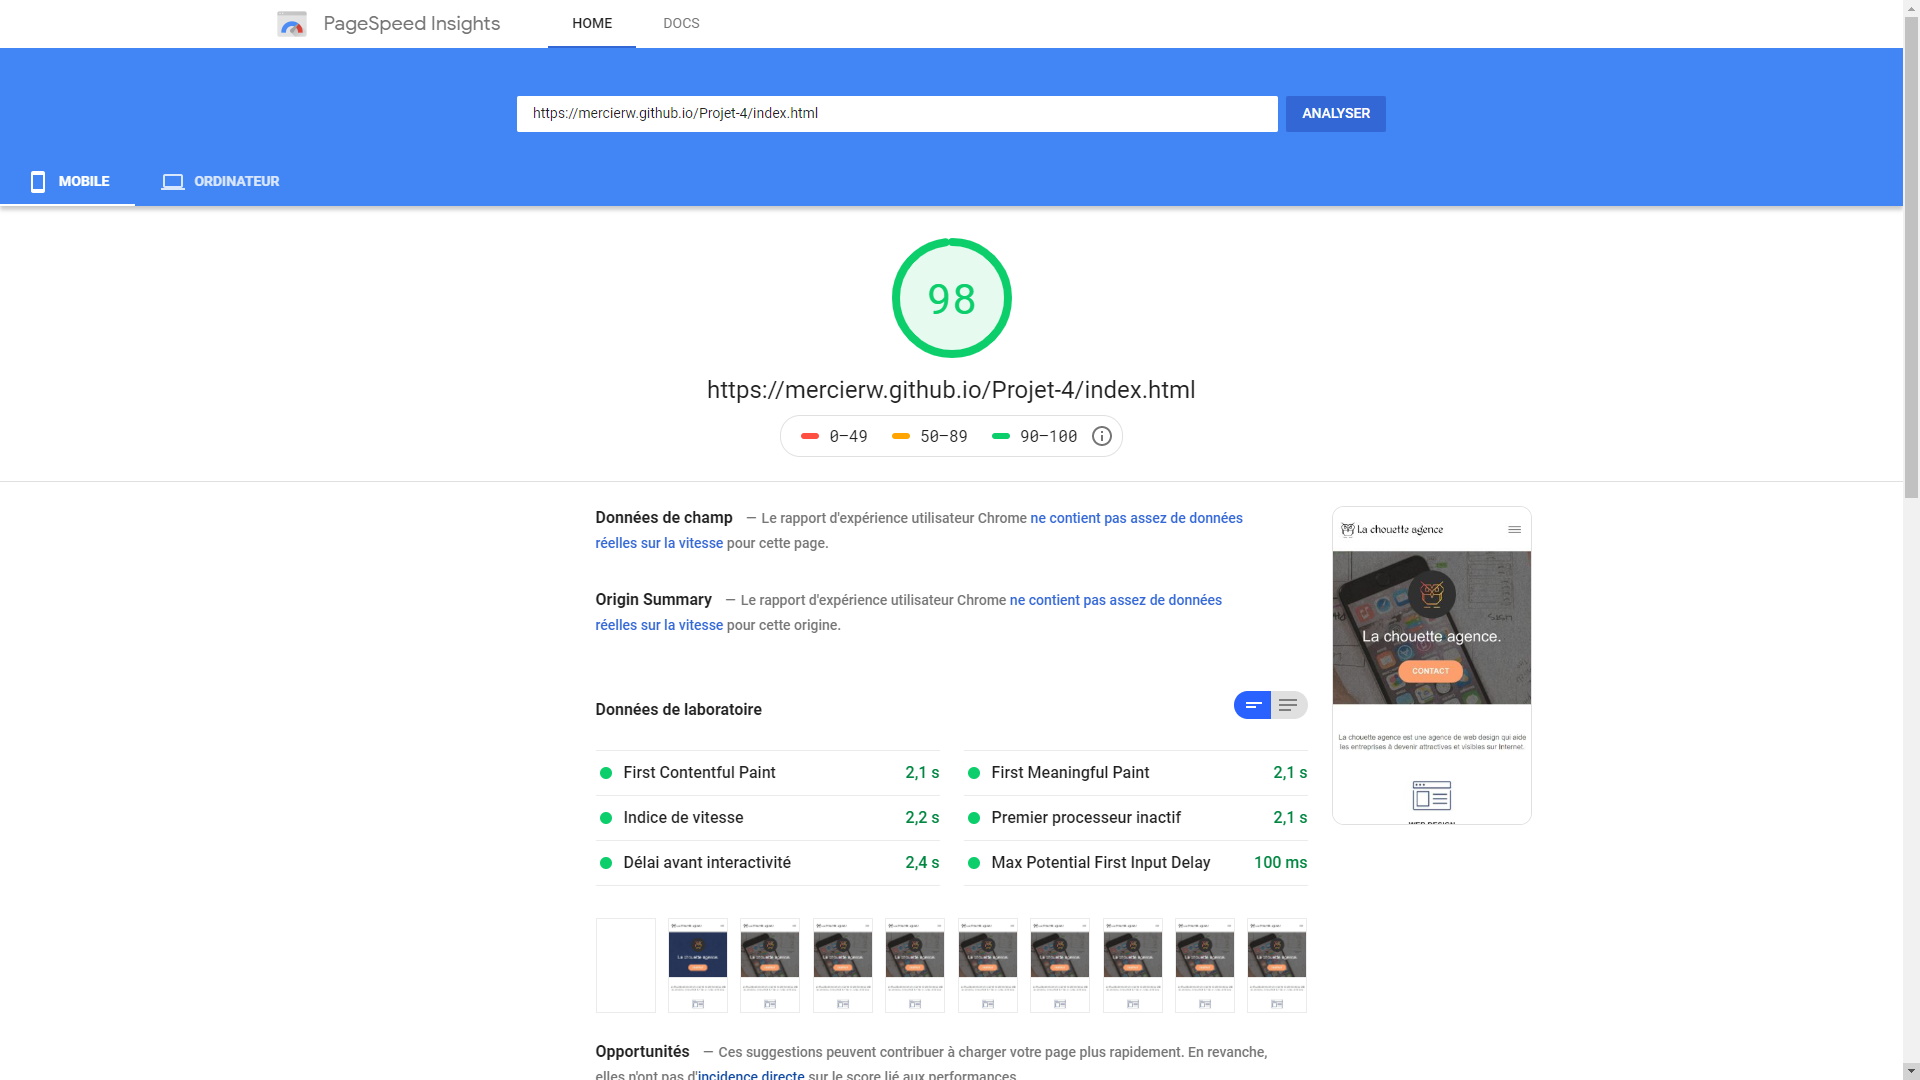 PageSpeed Insights
HOME
DOCS
https://mercierw.github.io/Projet-4/index.html
ANALYSER
MOBILE
ORDINATEUR
98
https://mercierw.github.io/Projet-4/index.html
0–49
50–89
90–100
Données de champ — Le rapport d'expérience utilisateur Chrome ne contient pas assez de données
réelles sur la vitesse pour cette page.
Origin Summary — Le rapport d'expérience utilisateur Chrome ne contient pas assez de données
réelles sur la vitesse pour cette origine.
La chouette agence
La chouette agence.
CONTACT
La chouette agence est une agence de web design qui aide
les entreprises à devenir attractives et visibles sur Internet.
WEB DESIGN
Données de laboratoire
First Contentful Paint 2,1 s
First Meaningful Paint 2,1 s
Indice de vitesse 2,2 s
Premier processeur inactif 2,1 s
Délai avant interactivité 2,4 s
Max Potential First Input Delay 100 ms
Opportunités — Ces suggestions peuvent contribuer à charger votre page plus rapidement. En revanche,
elles n'ont pas d'incidence directe sur le score lié aux performances.